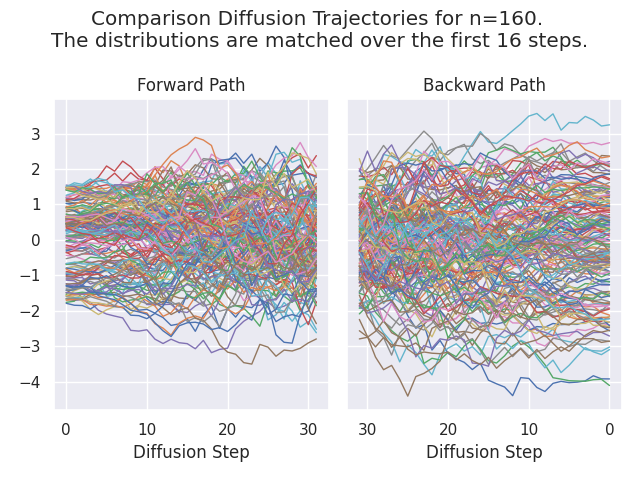 Comparison Diffusion Trajectories for n=160.
The distributions are matched over the first 16 steps.
Forward Path
Backward Path
3
2
1
0
−1
−2
−3
−4
0 10 20 30
30 20 10 0
Diffusion Step
Diffusion Step